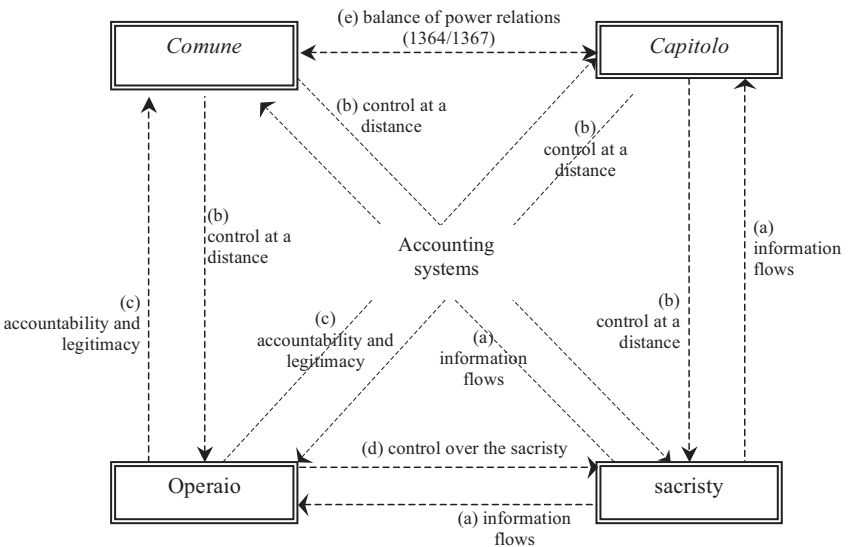 (e) balance of power relations
(1364/1367)
Comune
Capitolo
(b) control at a
distance
(b)
control at a
distance
(b)
control at a
distance
(a)
information
flows
Accounting
systems
(c)
accountability and
legitimacy
(c)
accountability and
legitimacy
(a)
information
flows
(b)
control at a
distance
(d) control over the sacristy
Operaio
sacristy
(a) information
flows